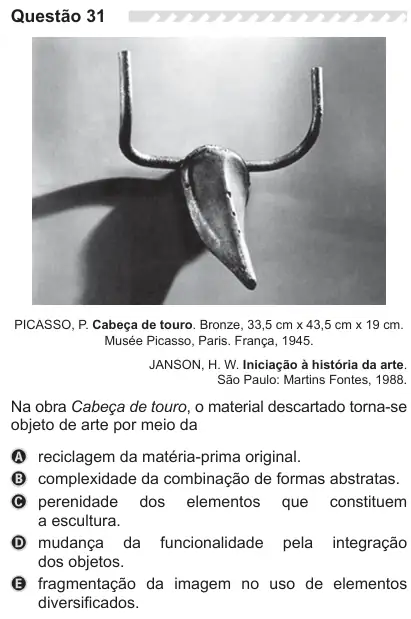 Questão 31
PICASSO, P. Cabeça de touro. Bronze, 33,5 cm x 43,5 cm x 19 cm.
Musée Picasso, Paris. França, 1945.
JANSON, H. W. Iniciação à história da arte.
São Paulo: Martins Fontes, 1988.
Na obra Cabeça de touro, o material descartado torna-se
objeto de arte por meio da
A reciclagem da matéria-prima original.
B complexidade da combinação de formas abstratas.
C perenidade dos elementos que constituem
a escultura.
D mudança da funcionalidade pela integração
dos objetos.
E fragmentação da imagem no uso de elementos
diversificados.